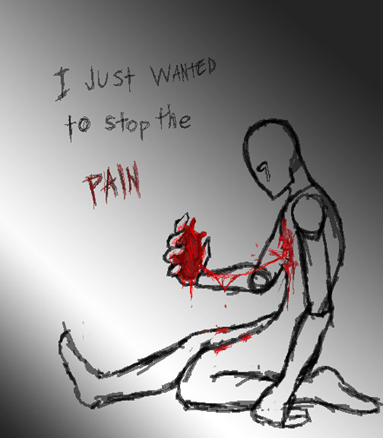 I JUST WANTED
to stop the
PAIN